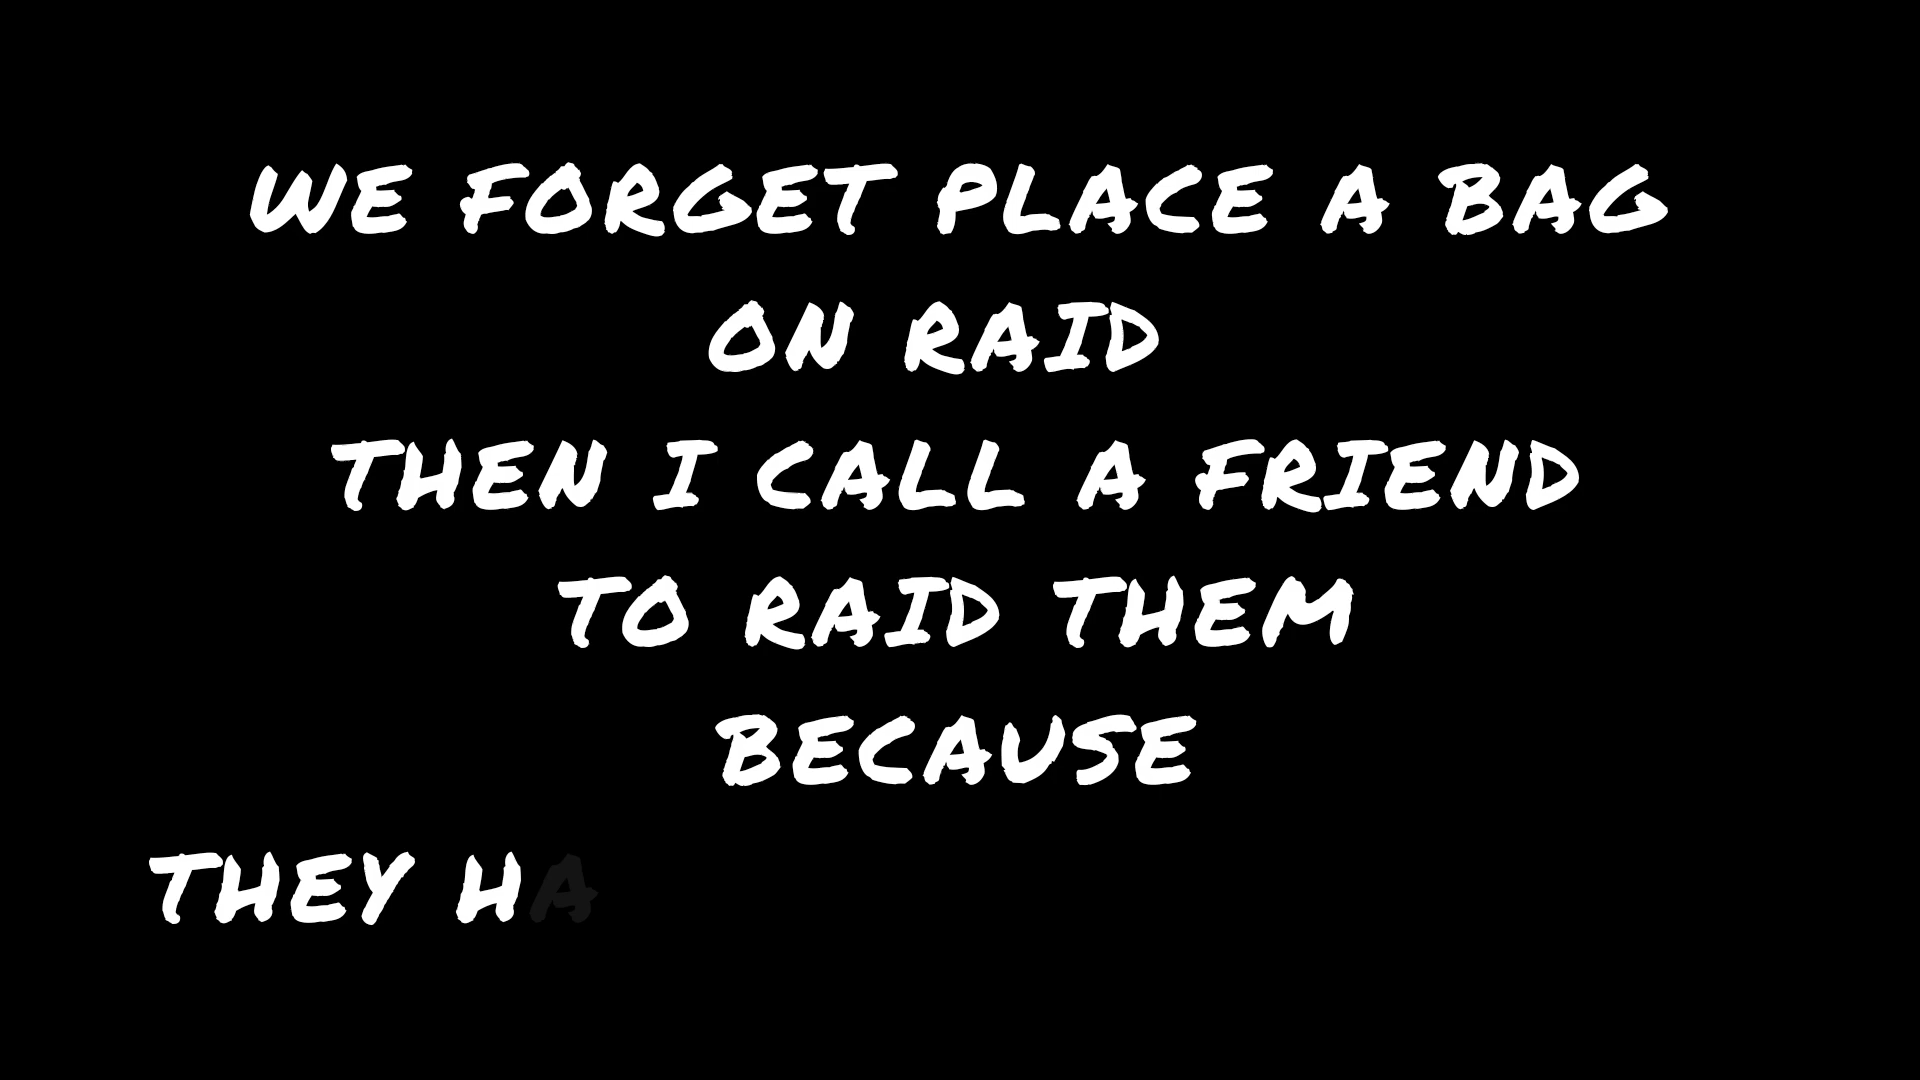 WE FORGET PLACE A BAG
ON RAID
THEN I CALL A FRIEND
TO RAID THEM
BECAUSE
THEY HA